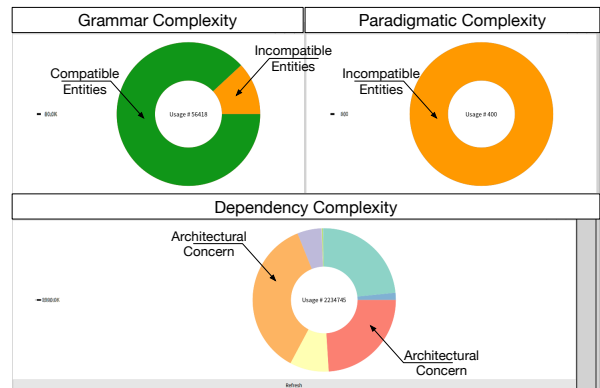 Grammar Complexity
Paradigmatic Complexity
Compatible
Entities
Incompatible
Entities
Usage # 56418
Incompatible
Entities
Usage # 400
Dependency Complexity
Architectural
Concern
Usage # 2234745
Architectural
Concern
Refresh